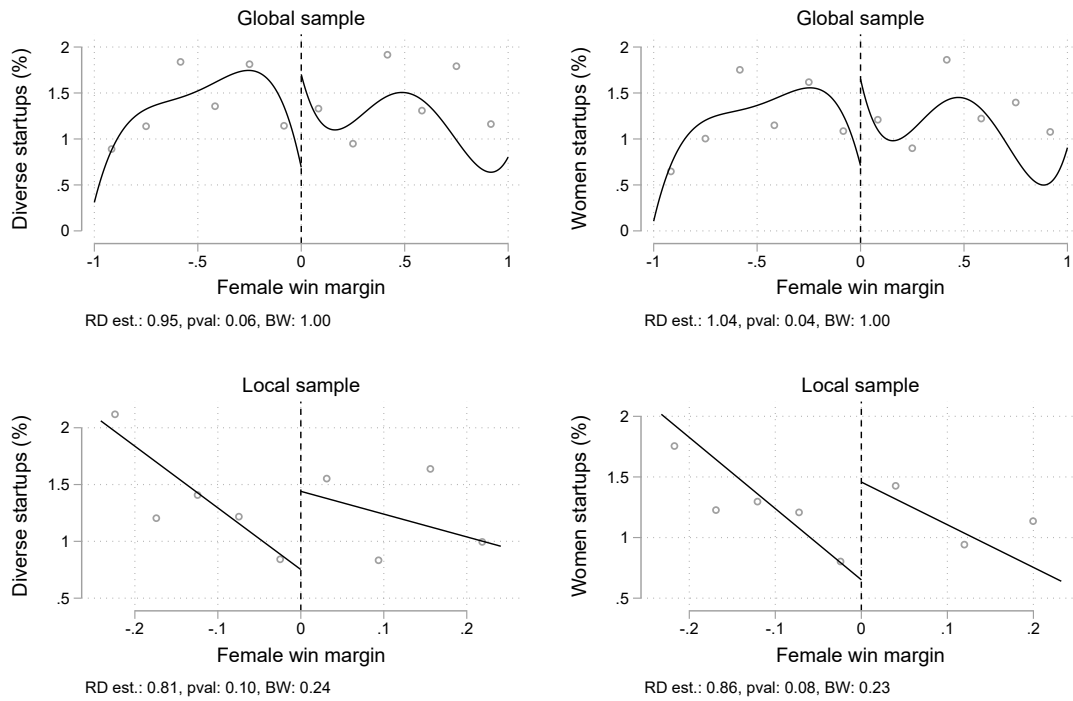 Global sample
Diverse startups (%)
2
1.5
1
.5
0
-1 -.5 0 .5 1
Female win margin
RD est.: 0.95, pval: 0.06, BW: 1.00
Global sample
Women startups (%)
2
1.5
1
.5
0
-1 -.5 0 .5 1
Female win margin
RD est.: 1.04, pval: 0.04, BW: 1.00
Local sample
Diverse startups (%)
2
1.5
1
.5
-.2 -.1 0 .1 .2
Female win margin
RD est.: 0.81, pval: 0.10, BW: 0.24
Local sample
Women startups (%)
2
1.5
1
.5
-.2 -.1 0 .1 .2
Female win margin
RD est.: 0.86, pval: 0.08, BW: 0.23